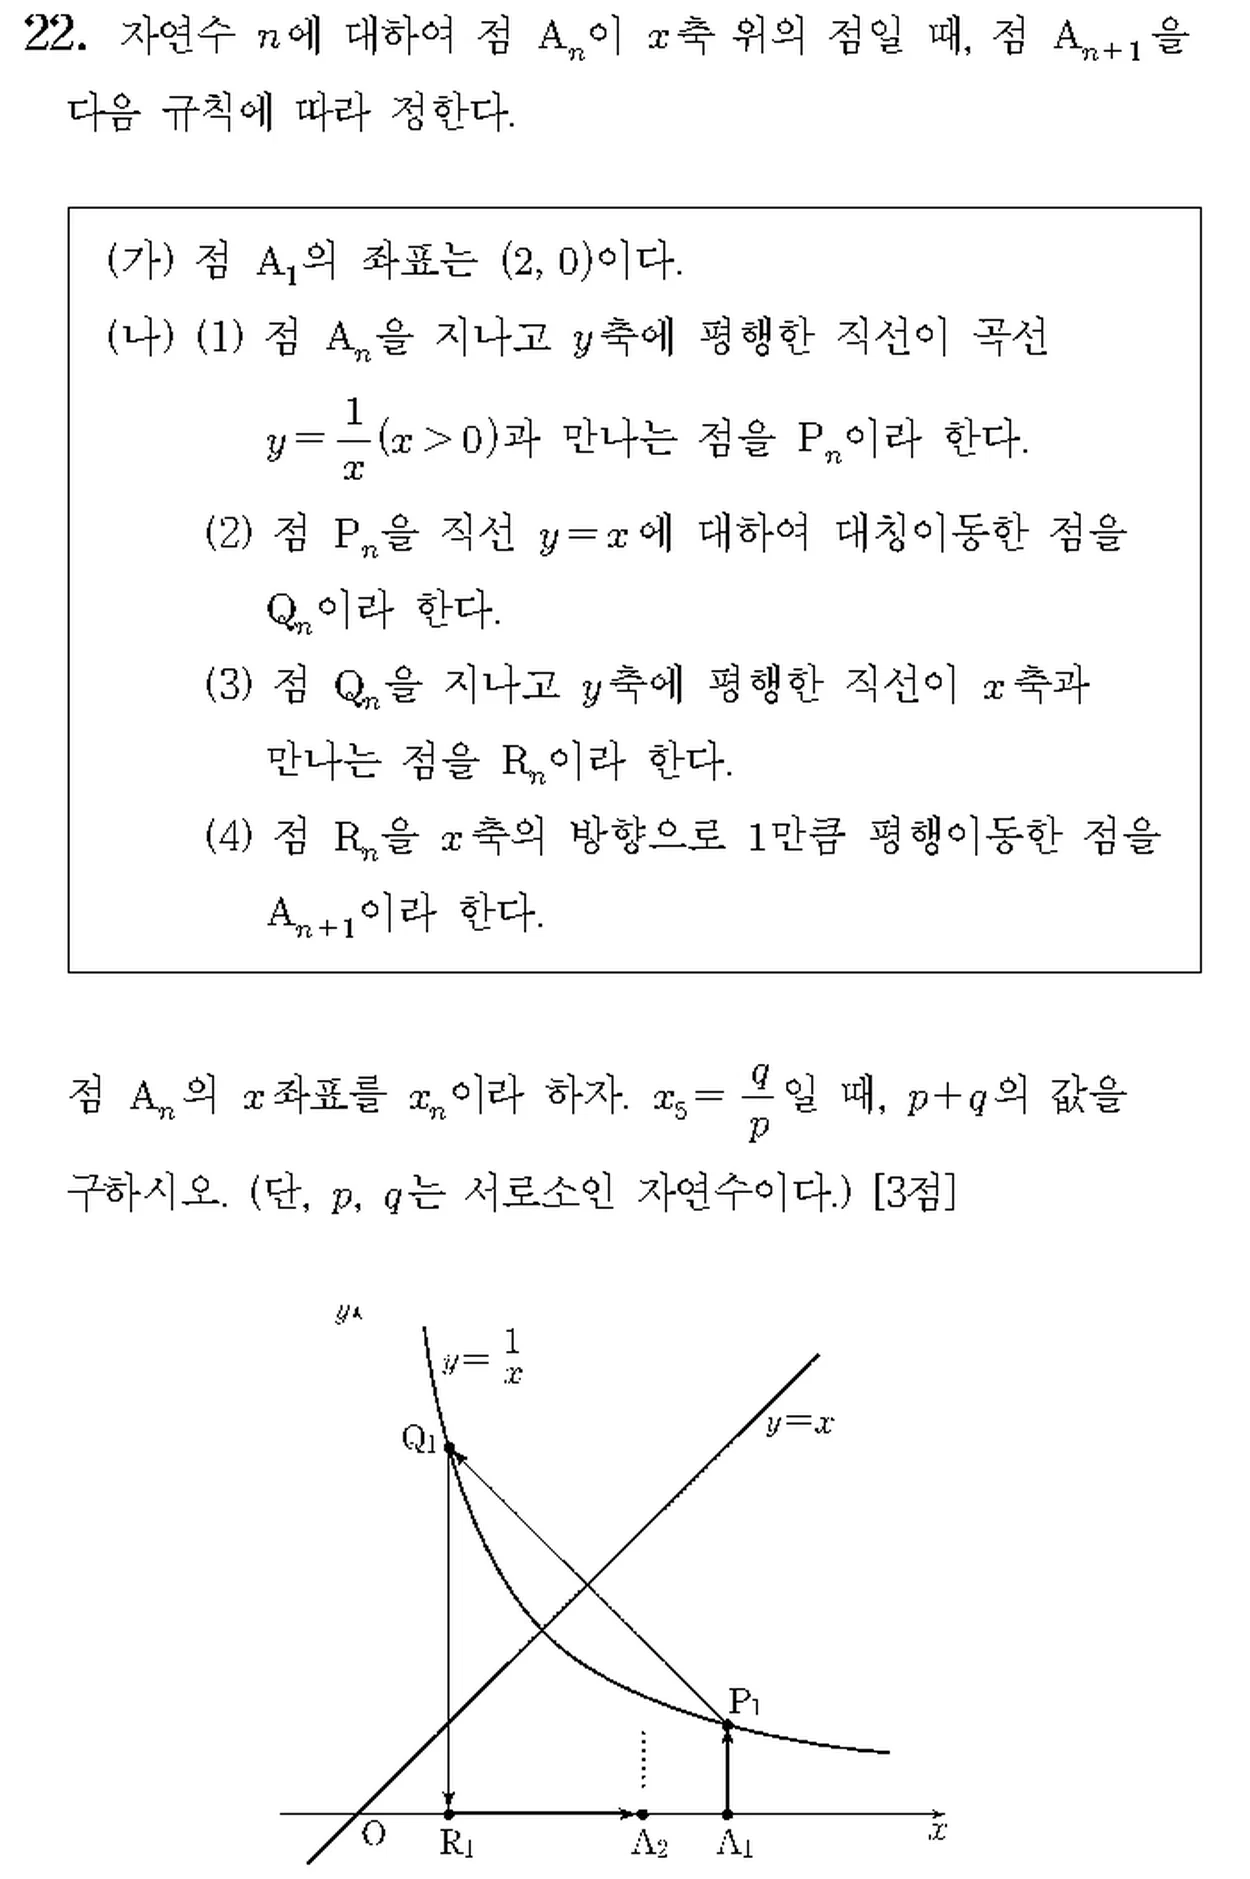 22. 자연수 n에 대하여 점 Aₙ이 x축 위의 점일 때, 점 Aₙ₊₁을
다음 규칙에 따라 정한다.
(가) 점 A₁의 좌표는 (2, 0)이다.
(나) (1) 점 Aₙ을 지나고 y축에 평행한 직선이 곡선
y=1/x(x>0)과 만나는 점을 Pₙ이라 한다.
(2) 점 Pₙ을 직선 y=x에 대하여 대칭이동한 점을
Qₙ이라 한다.
(3) 점 Qₙ을 지나고 y축에 평행한 직선이 x축과
만나는 점을 Rₙ이라 한다.
(4) 점 Rₙ을 x축의 방향으로 1만큼 평행이동한 점을
Aₙ₊₁이라 한다.
점 Aₙ의 x좌표를 xₙ이라 하자. x₅=q/p일 때, p+q의 값을
구하시오. (단, p, q는 서로소인 자연수이다.) [3점]
y
y=1/x
y=x
Q₁
P₁
O R₁ A₂ A₁ x